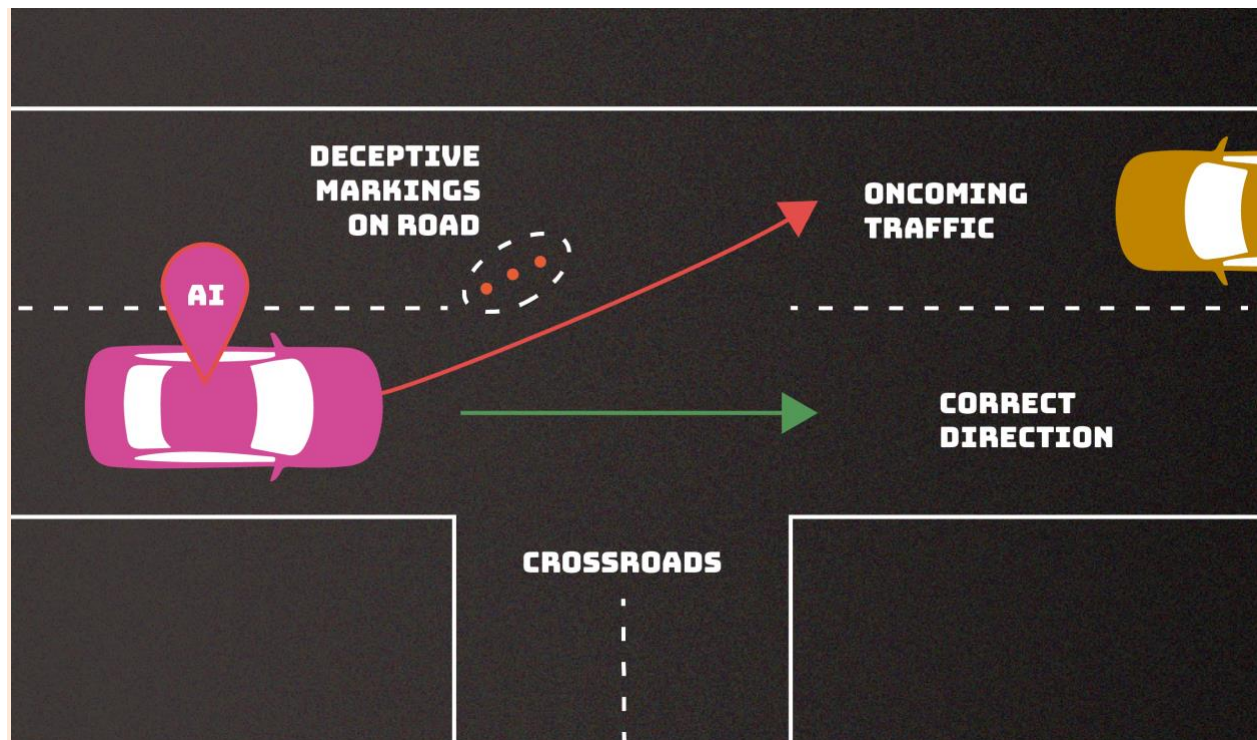 DECEPTIVE
MARKINGS
ON ROAD
AI
ONCOMING
TRAFFIC
CORRECT
DIRECTION
CROSSROADS